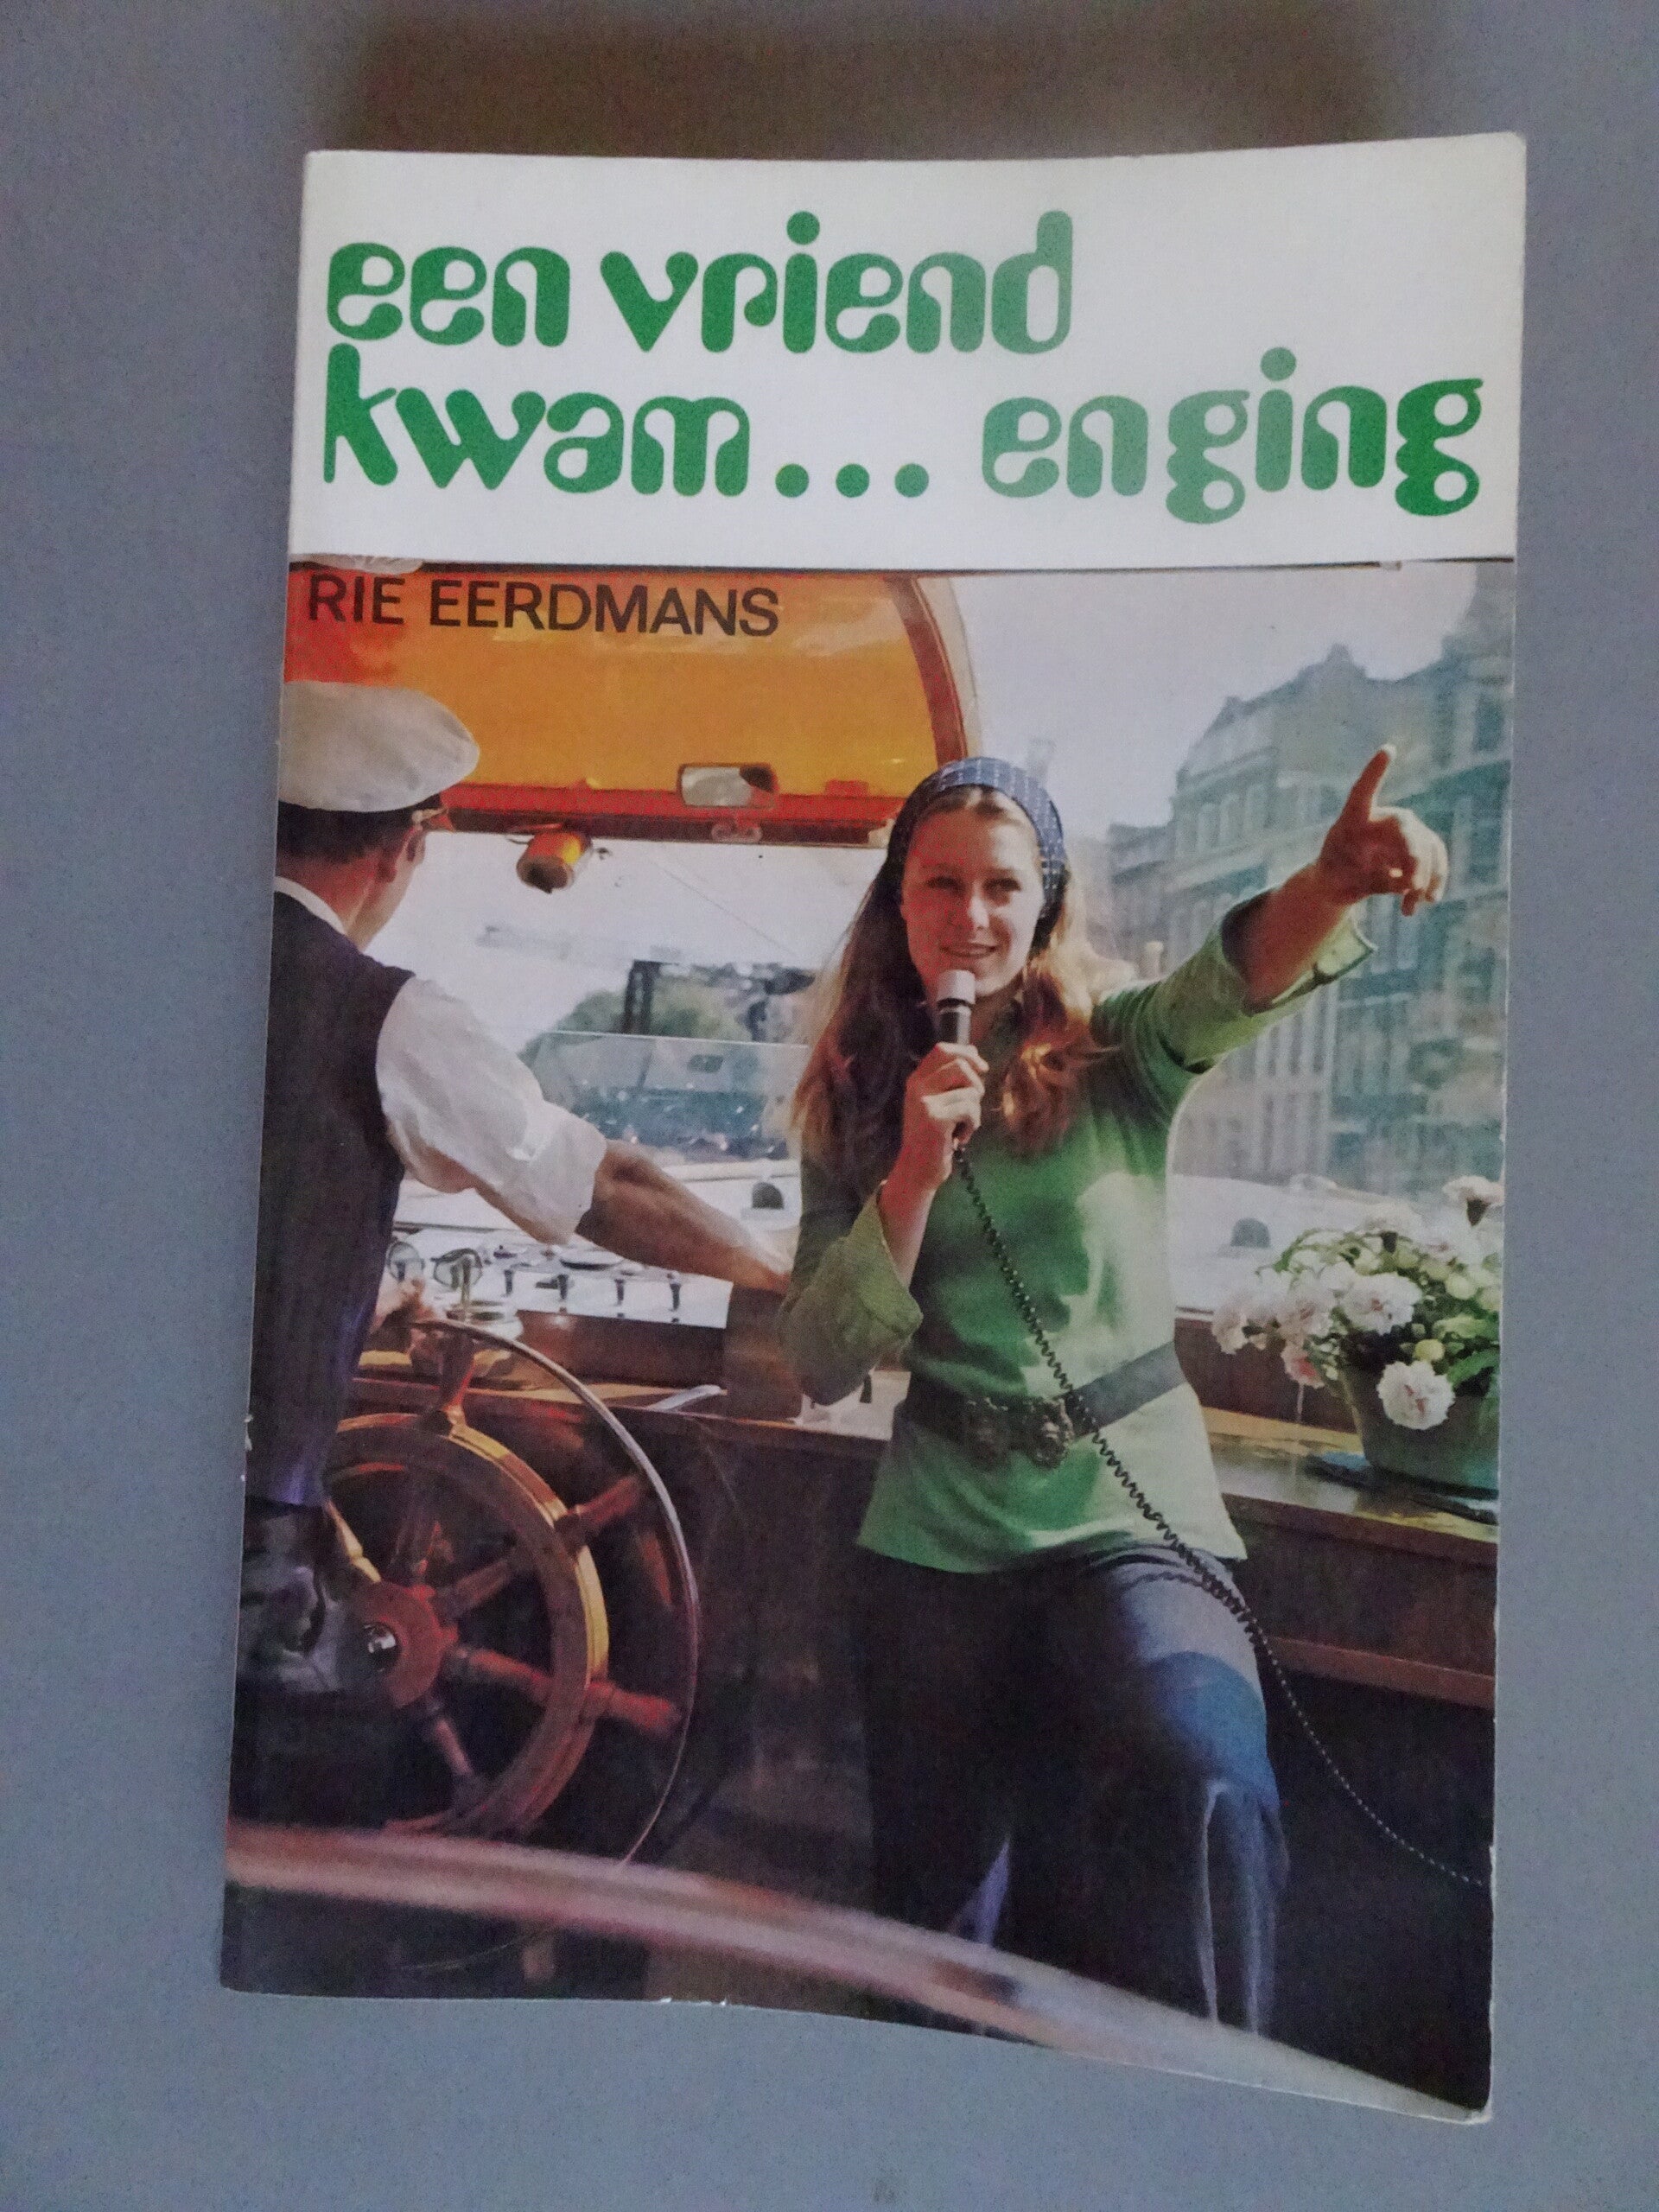 een vriend
kwam... en ging
RIE EERDMANS